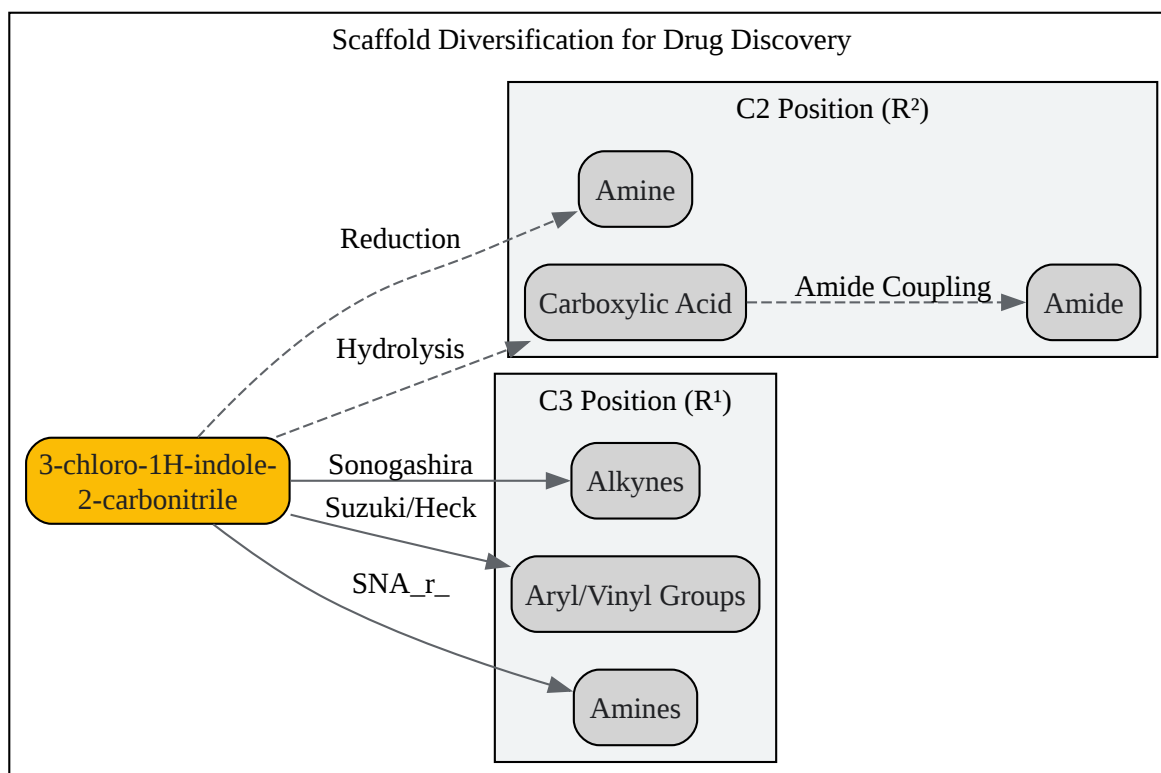 Scaffold Diversification for Drug Discovery
C2 Position (R²)
Amine
Reduction
Carboxylic Acid
Amide Coupling
Amide
Hydrolysis
C3 Position (R¹)
3-chloro-1H-indole-
2-carbonitrile
Sonogashira
Alkynes
Suzuki/Heck
Aryl/Vinyl Groups
SNA_r_
Amines